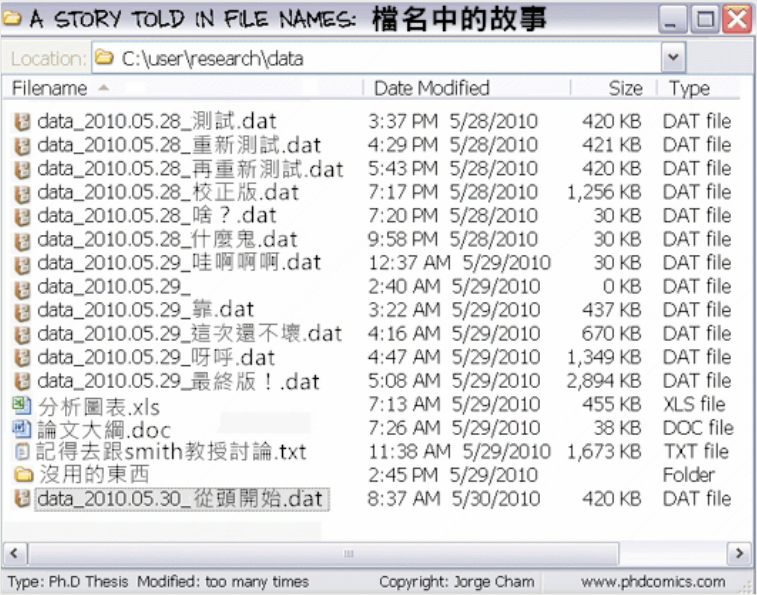 A STORY TOLD IN FILE NAMES: 檔名中的故事
Location: C:\user\research\data
Filename Date Modified Size Type
data_2010.05.28_測試.dat 3:37 PM 5/28/2010 420 KB DAT file
data_2010.05.28_重新測試.dat 4:29 PM 5/28/2010 421 KB DAT file
data_2010.05.28_再重新測試.dat 5:43 PM 5/28/2010 420 KB DAT file
data_2010.05.28_校正版.dat 7:17 PM 5/28/2010 1,256 KB DAT file
data_2010.05.28_啥？.dat 7:20 PM 5/28/2010 30 KB DAT file
data_2010.05.28_什麼鬼.dat 9:58 PM 5/28/2010 30 KB DAT file
data_2010.05.29_哇啊啊啊.dat 12:37 AM 5/29/2010 30 KB DAT file
data_2010.05.29_ 2:40 AM 5/29/2010 0 KB DAT file
data_2010.05.29_靠.dat 3:22 AM 5/29/2010 437 KB DAT file
data_2010.05.29_這次還不壞.dat 4:16 AM 5/29/2010 670 KB DAT file
data_2010.05.29_呀呼.dat 4:47 AM 5/29/2010 1,349 KB DAT file
data_2010.05.29_最終版！.dat 5:08 AM 5/29/2010 2,894 KB DAT file
分析圖表.xls 7:13 AM 5/29/2010 455 KB XLS file
論文大綱.doc 7:26 AM 5/29/2010 38 KB DOC file
記得去跟smith教授討論.txt 11:38 AM 5/29/2010 1,673 KB TXT file
沒用的東西 2:45 PM 5/29/2010 Folder
data_2010.05.30_從頭開始.dat 8:37 AM 5/30/2010 420 KB DAT file
Type: Ph.D Thesis Modified: too many times Copyright: Jorge Cham www.phdcomics.com